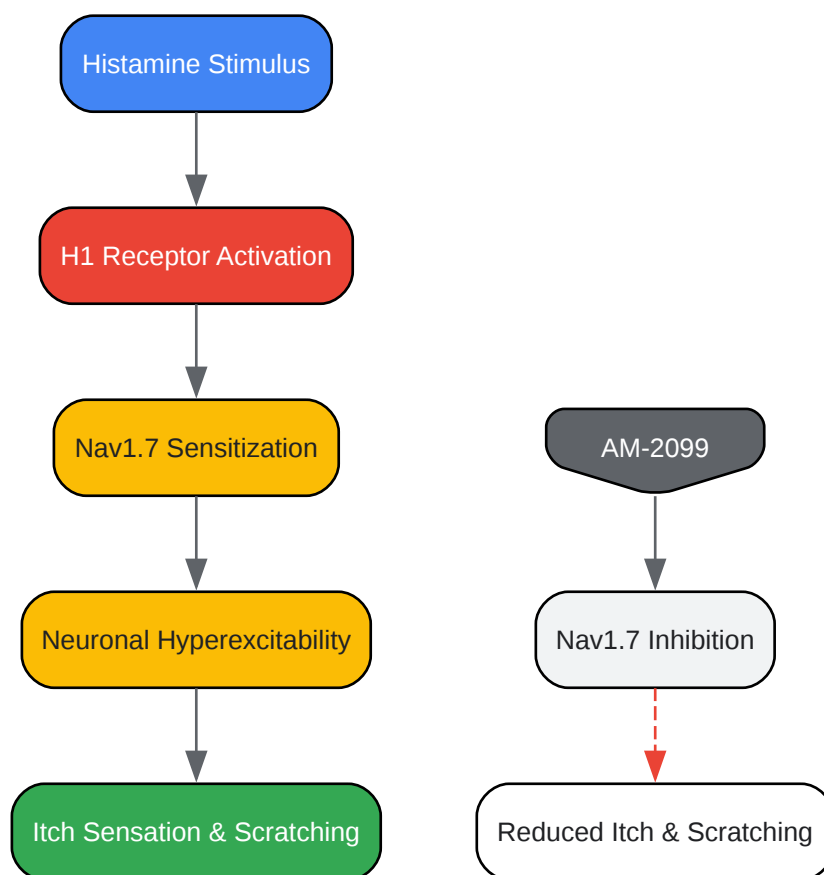 Histamine Stimulus
H1 Receptor Activation
Nav1.7 Sensitization
AM-2099
Neuronal Hyperexcitability
Nav1.7 Inhibition
Itch Sensation & Scratching
Reduced Itch & Scratching